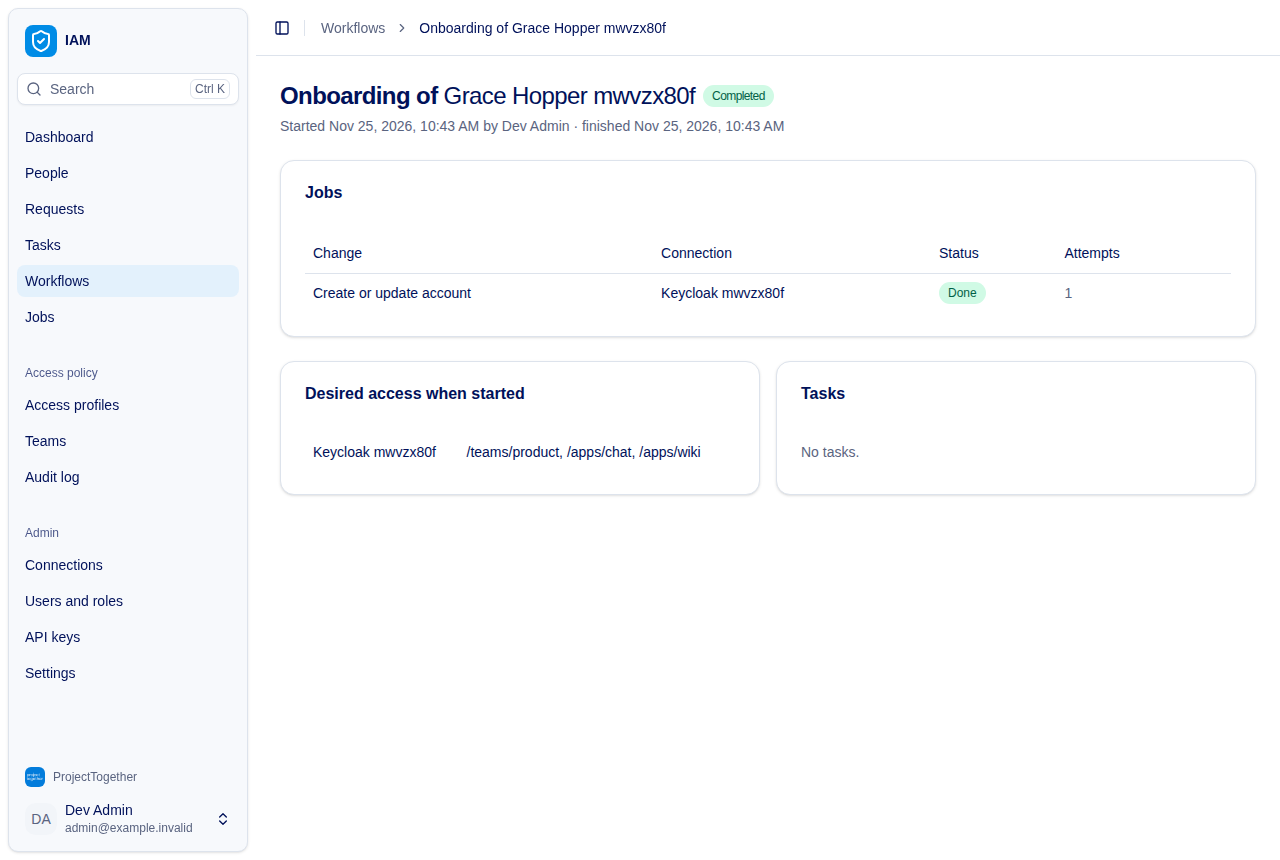 IAM
Search Ctrl K
Dashboard
People
Requests
Tasks
Workflows
Jobs
Access policy
Access profiles
Teams
Audit log
Admin
Connections
Users and roles
API keys
Settings
ProjectTogether
DA
Dev Admin
admin@example.invalid
Workflows Onboarding of Grace Hopper mwvzx80f
Onboarding of Grace Hopper mwvzx80f Completed
Started Nov 25, 2026, 10:43 AM by Dev Admin · finished Nov 25, 2026, 10:43 AM
Jobs
Change Connection Status Attempts
Create or update account Keycloak mwvzx80f Done 1
Desired access when started
Keycloak mwvzx80f /teams/product, /apps/chat, /apps/wiki
Tasks
No tasks.